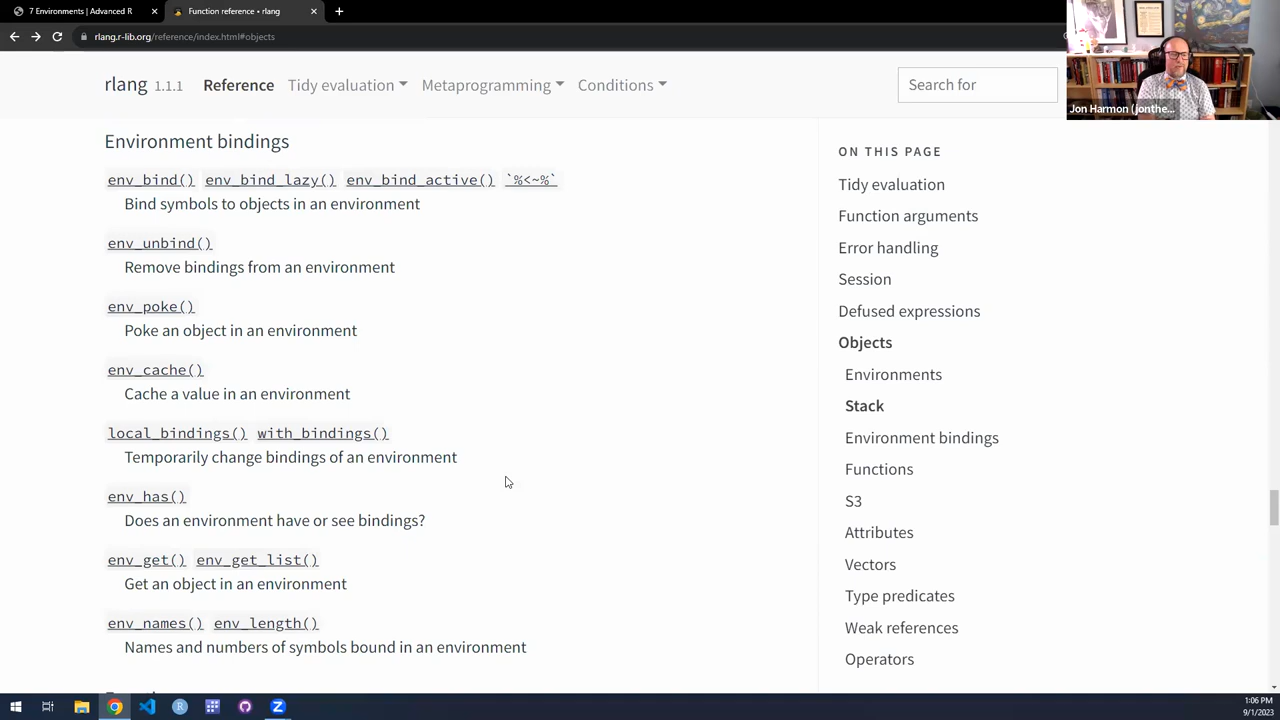 7 Environments | Advanced R
Function reference • rlang
rlang.r-lib.org/reference/index.html#objects
rlang 1.1.1 Reference Tidy evaluation Metaprogramming Conditions
Search for
Jon Harmon (jonthe...
Environment bindings
env_bind() env_bind_lazy() env_bind_active() `%<~%`
Bind symbols to objects in an environment
env_unbind()
Remove bindings from an environment
env_poke()
Poke an object in an environment
env_cache()
Cache a value in an environment
local_bindings() with_bindings()
Temporarily change bindings of an environment
env_has()
Does an environment have or see bindings?
env_get() env_get_list()
Get an object in an environment
env_names() env_length()
Names and numbers of symbols bound in an environment
ON THIS PAGE
Tidy evaluation
Function arguments
Error handling
Session
Defused expressions
Objects
Environments
Stack
Environment bindings
Functions
S3
Attributes
Vectors
Type predicates
Weak references
Operators
1:06 PM
9/1/2023